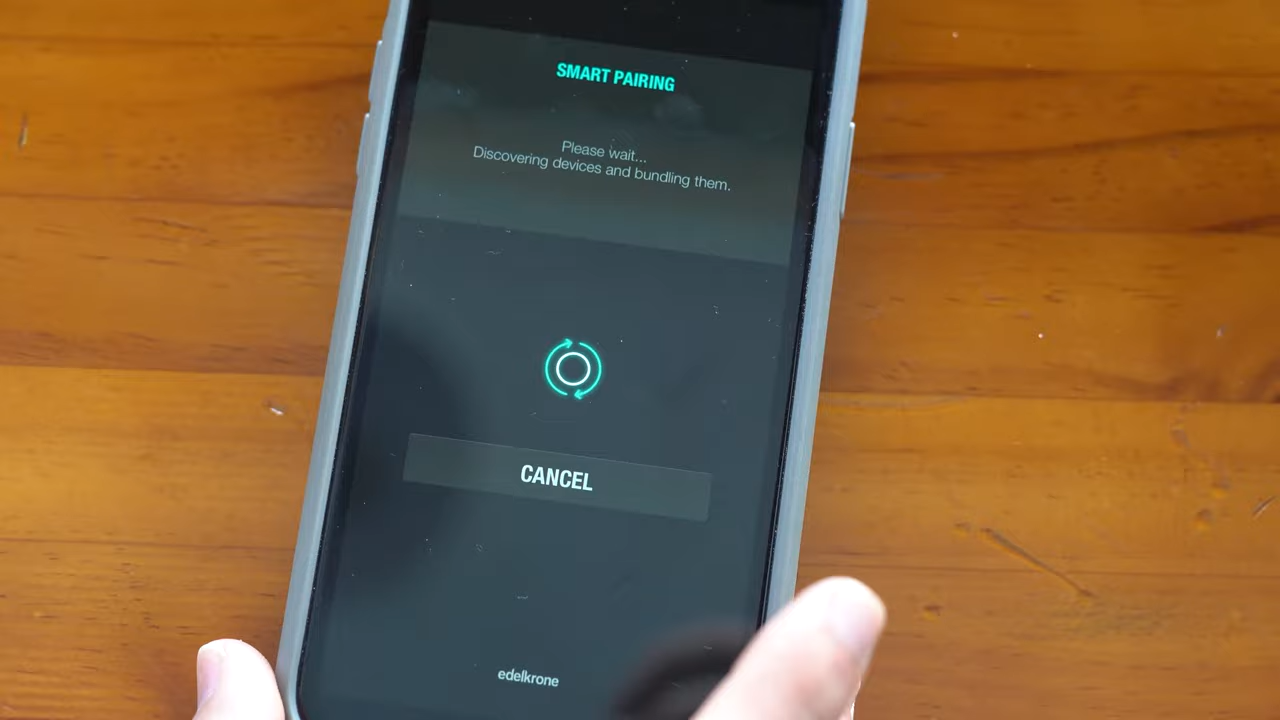 SMART PAIRING
Please wait...
Discovering devices and bundling them.
CANCEL
edelkrone